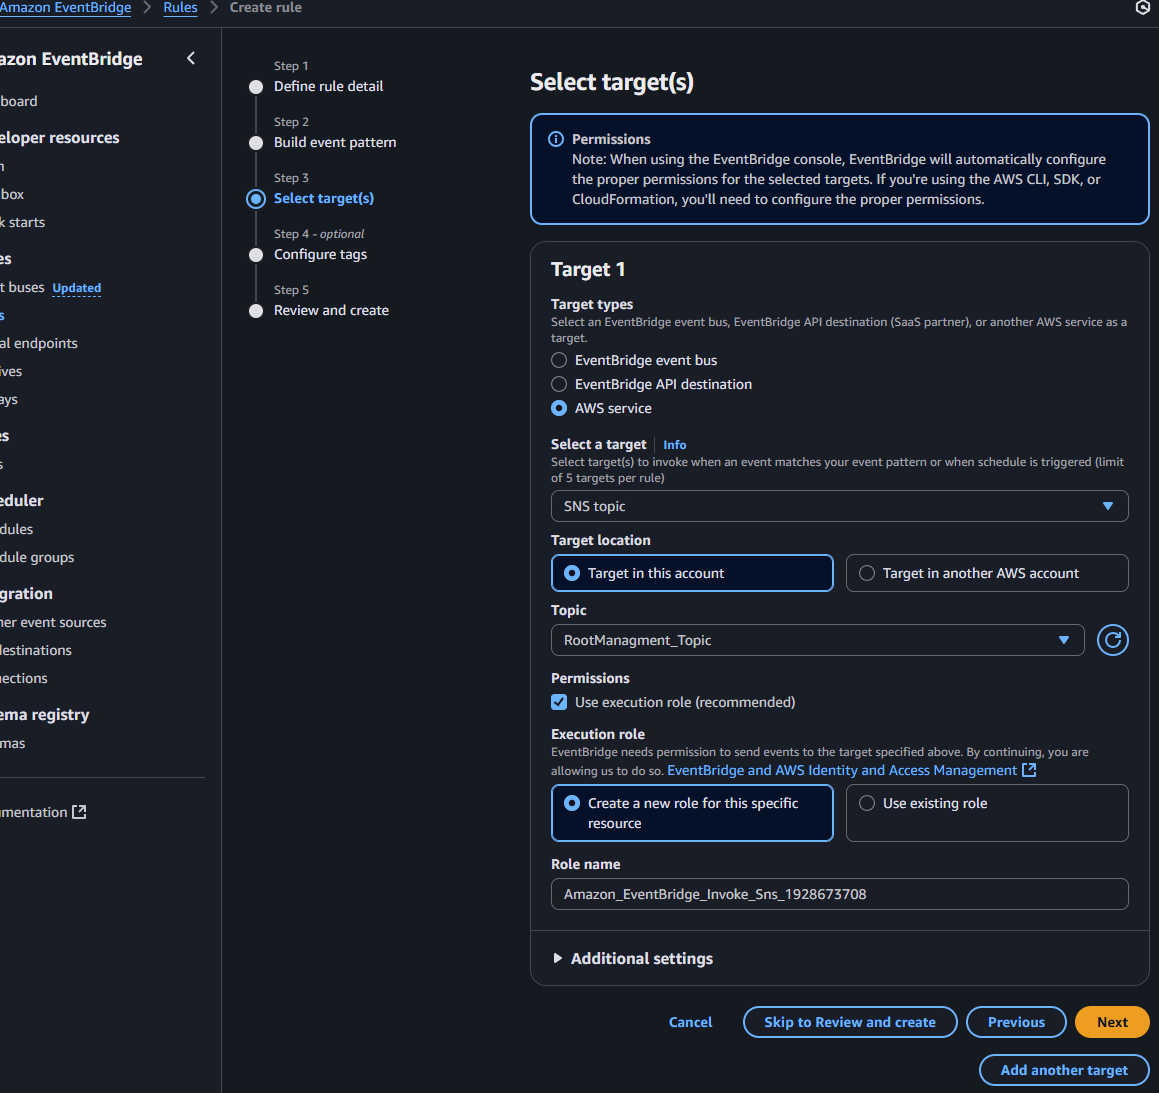 Amazon EventBridge > Rules > Create rule
azon EventBridge
board
eloper resources
n
box
k starts
es
t buses Updated
s
al endpoints
ives
ays
es
s
eduler
dules
dule groups
gration
ner event sources
destinations
nections
ema registry
mas
umentation
Step 1
Define rule detail
Step 2
Build event pattern
Step 3
Select target(s)
Step 4 - optional
Configure tags
Step 5
Review and create
Select target(s)
Permissions
Note: When using the EventBridge console, EventBridge will automatically configure
the proper permissions for the selected targets. If you're using the AWS CLI, SDK, or
CloudFormation, you'll need to configure the proper permissions.
Target 1
Target types
Select an EventBridge event bus, EventBridge API destination (SaaS partner), or another AWS service as a
target.
EventBridge event bus
EventBridge API destination
AWS service
Select a target Info
Select target(s) to invoke when an event matches your event pattern or when schedule is triggered (limit
of 5 targets per rule)
SNS topic
Target location
Target in this account
Target in another AWS account
Topic
RootManagment_Topic
Permissions
Use execution role (recommended)
Execution role
EventBridge needs permission to send events to the target specified above. By continuing, you are
allowing us to do so. EventBridge and AWS Identity and Access Management
Create a new role for this specific
resource
Use existing role
Role name
Amazon_EventBridge_Invoke_Sns_1928673708
Additional settings
Cancel
Skip to Review and create
Previous
Next
Add another target